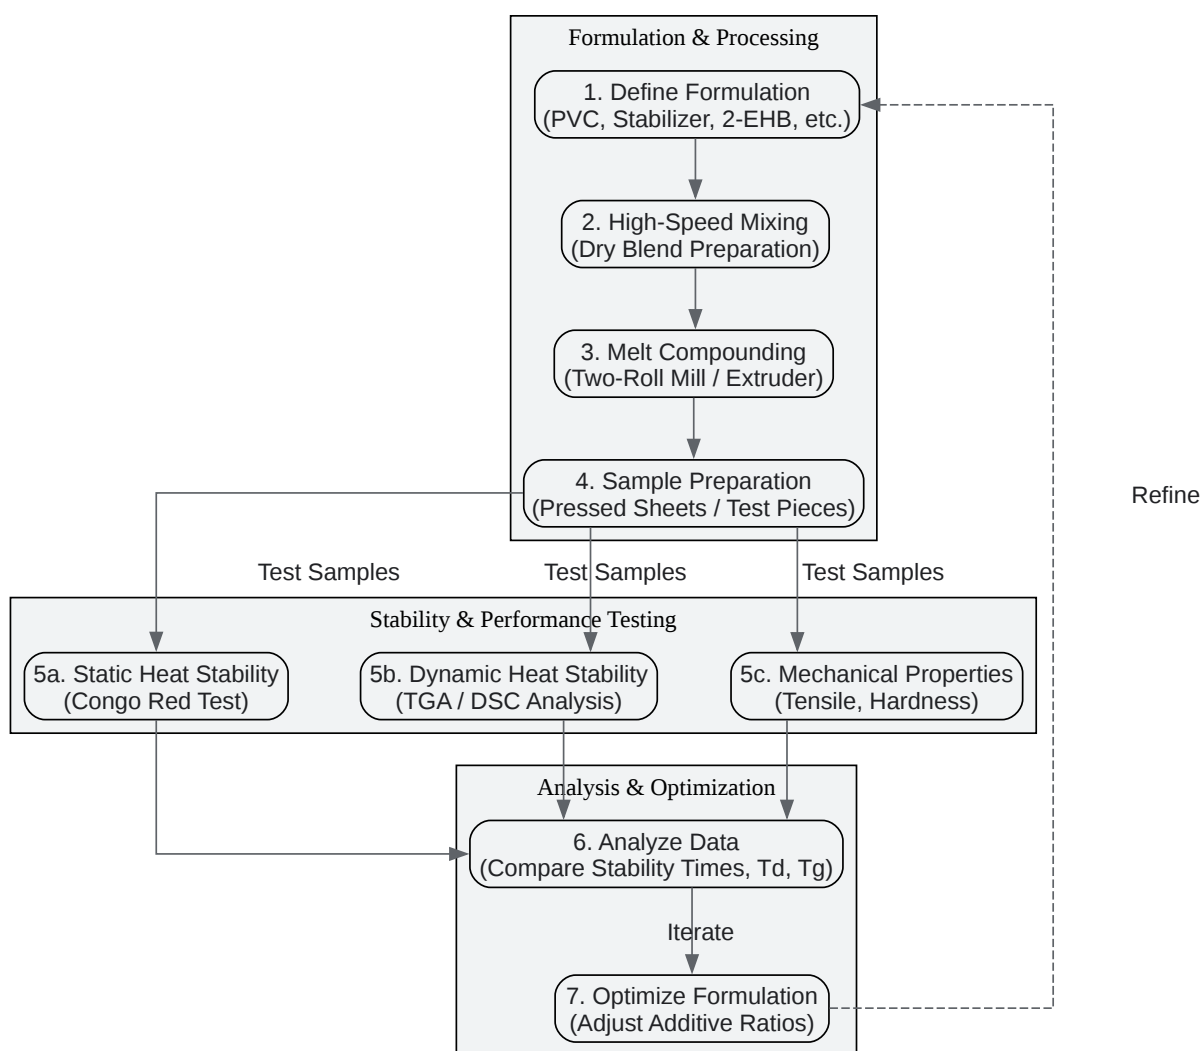 Formulation & Processing
1. Define Formulation
(PVC, Stabilizer, 2-EHB, etc.)
2. High-Speed Mixing
(Dry Blend Preparation)
3. Melt Compounding
(Two-Roll Mill / Extruder)
4. Sample Preparation
(Pressed Sheets / Test Pieces)
Refine
Test Samples
Test Samples
Test Samples
Stability & Performance Testing
5a. Static Heat Stability
(Congo Red Test)
5b. Dynamic Heat Stability
(TGA / DSC Analysis)
5c. Mechanical Properties
(Tensile, Hardness)
Analysis & Optimization
6. Analyze Data
(Compare Stability Times, Td, Tg)
Iterate
7. Optimize Formulation
(Adjust Additive Ratios)